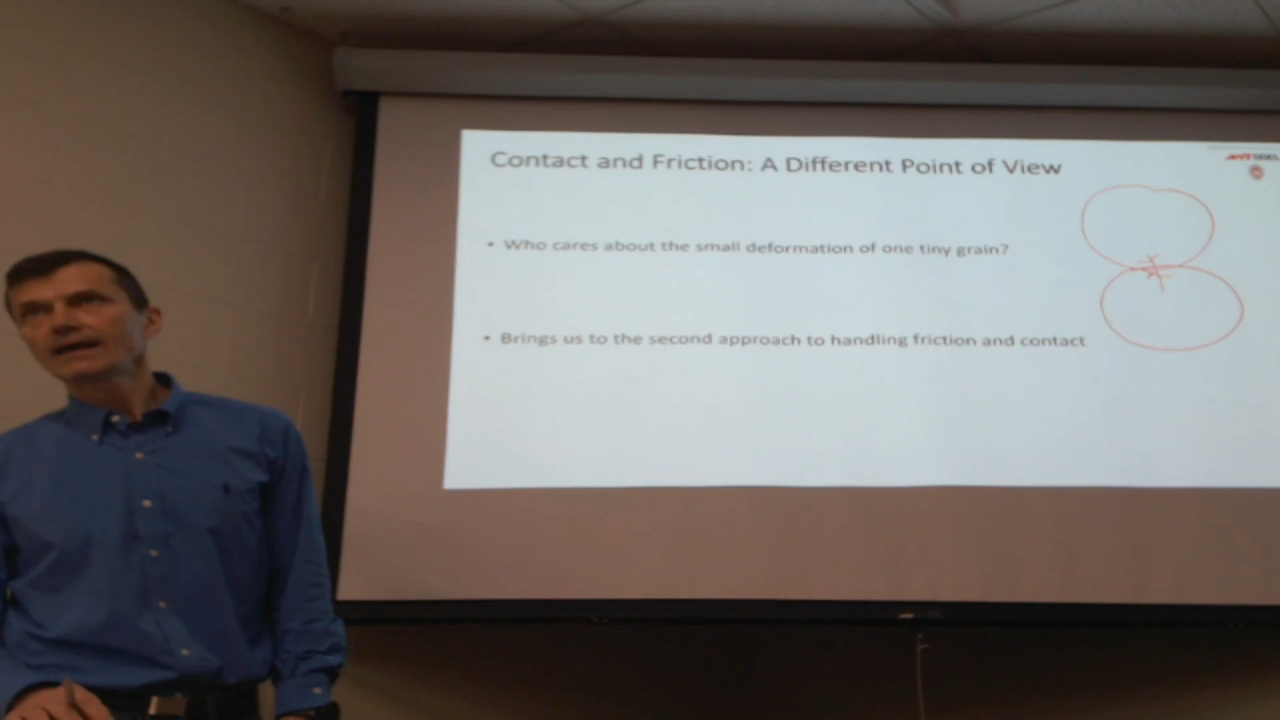 Contact and Friction: A Different Point of View
• Who cares about the small deformation of one tiny grain?
• Brings us to the second approach to handling friction and contact